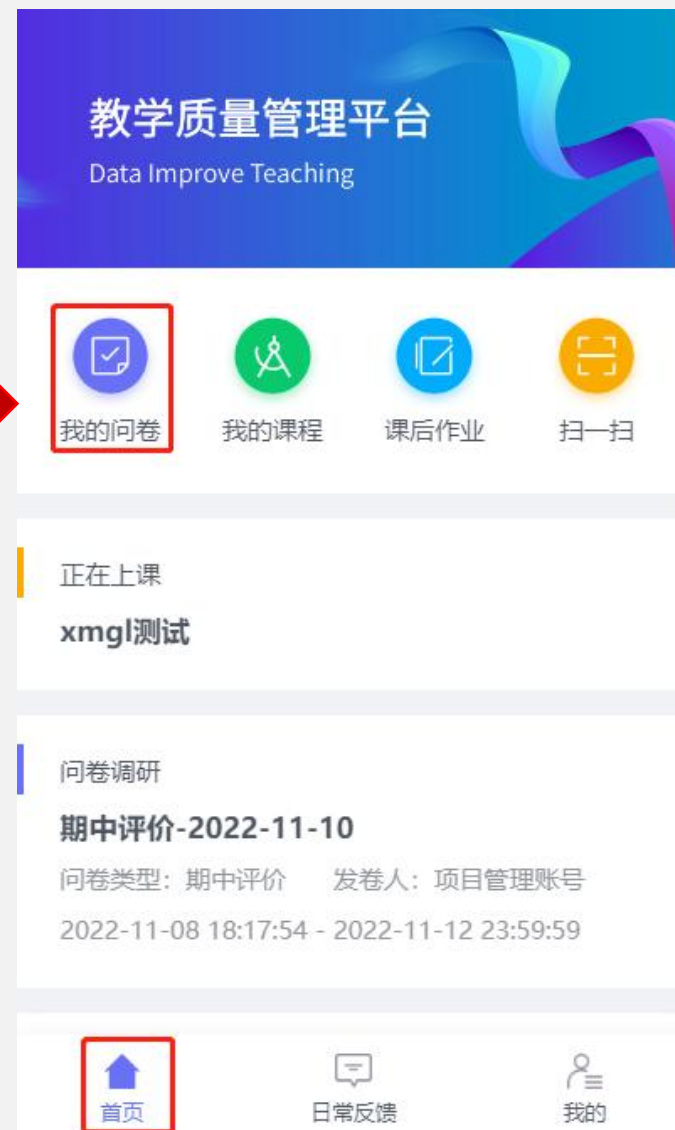 教学质量管理平台
Data Improve Teaching
我的问卷 我的课程 课后作业 扫一扫
正在上课
xmgl测试
问卷调研
期中评价-2022-11-10
问卷类型：期中评价 发卷人：项目管理账号
2022-11-08 18:17:54 - 2022-11-12 23:59:59
首页 日常反馈 我的